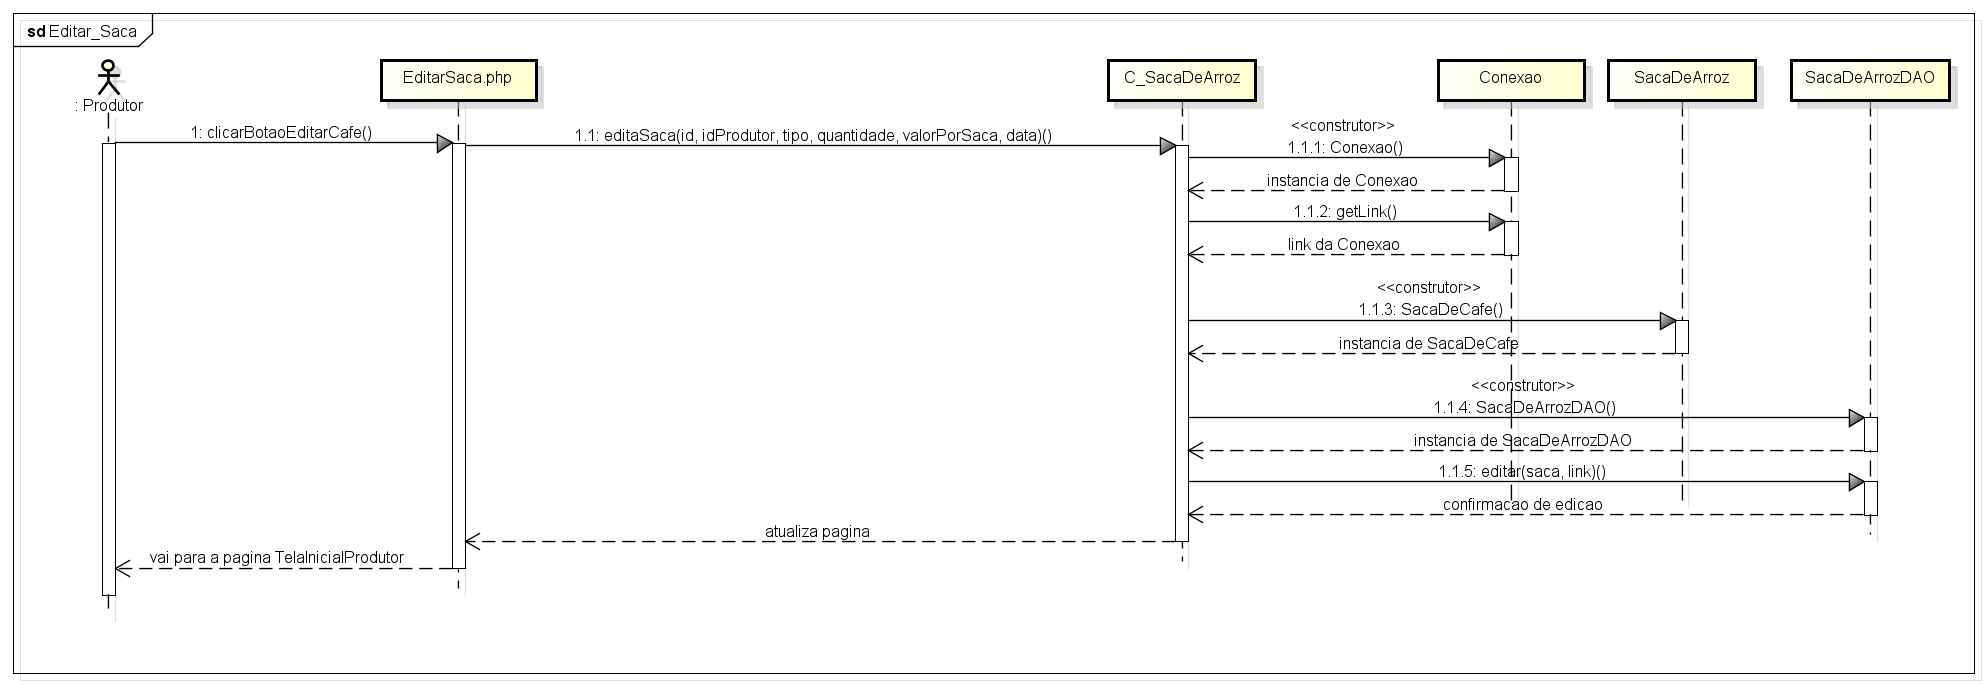 sd Editar_Saca
: Produtor
EditarSaca.php
C_SacaDeArroz
Conexao
SacaDeArroz
SacaDeArrozDAO
1: clicarBotaoEditarCafe()
1.1: editaSaca(id, idProdutor, tipo, quantidade, valorPorSaca, data)()
<<construtor>>
1.1.1: Conexao()
instancia de Conexao
1.1.2: getLink()
link da Conexao
<<construtor>>
1.1.3: SacaDeCafe()
instancia de SacaDeCafe
<<construtor>>
1.1.4: SacaDeArrozDAO()
instancia de SacaDeArrozDAO
1.1.5: editar(saca, link)()
confirmacao de edicao
atualiza pagina
vai para a pagina TelaInicialProdutor